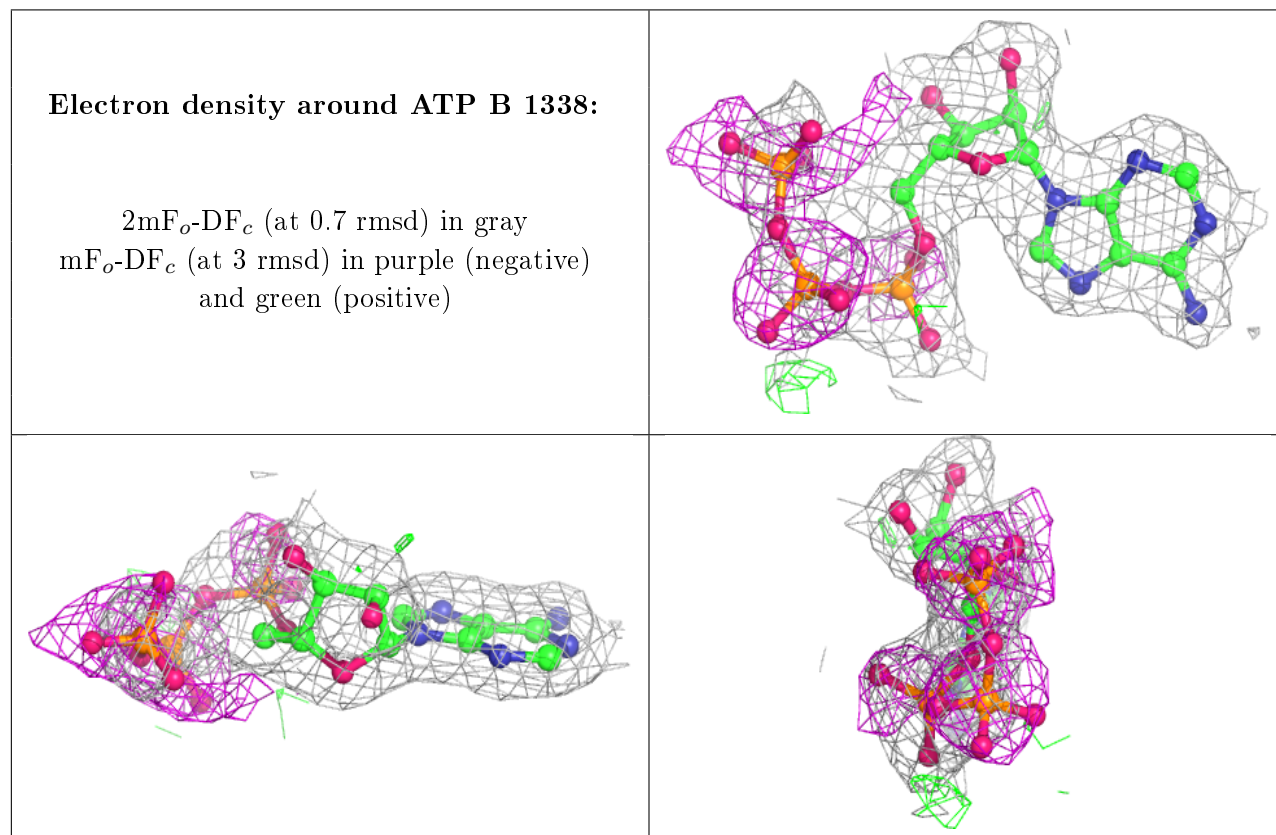 Electron density around ATP B 1338:
2mFₒ-DF𝒸 (at 0.7 rmsd) in gray
mFₒ-DF𝒸 (at 3 rmsd) in purple (negative)
and green (positive)